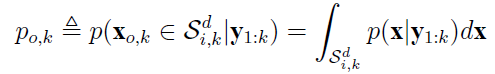 $p_{o,k} \triangleq p(\mathbf{x}_{o,k} \in \mathcal{S}^d_{i,k}|\mathbf{y}_{1:k}) = \int_{\mathcal{S}^d_{i,k}} p(\mathbf{x}|\mathbf{y}_{1:k})d\mathbf{x}$